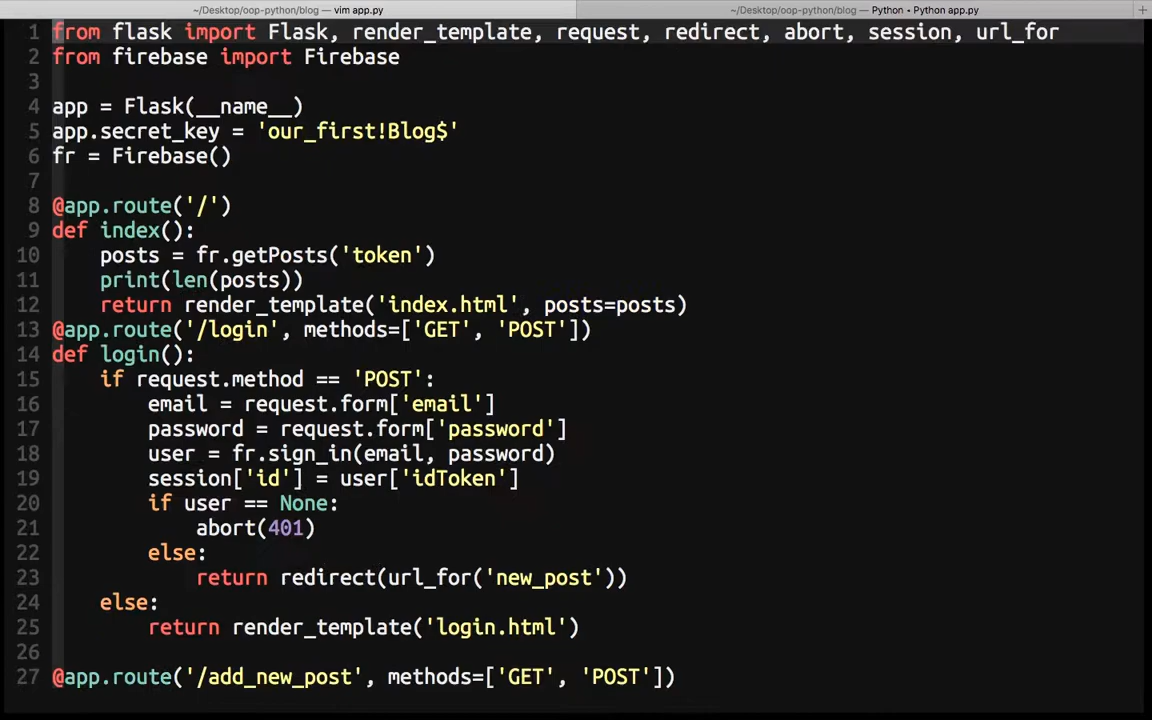 ~/Desktop/oop-python/blog — vim app.py
~/Desktop/oop-python/blog — Python • Python app.py
+
1 from flask import Flask, render_template, request, redirect, abort, session, url_for
2 from firebase import Firebase
3
4 app = Flask(__name__)
5 app.secret_key = 'our_first!Blog$'
6 fr = Firebase()
7
8 @app.route('/')
9 def index():
10     posts = fr.getPosts('token')
11     print(len(posts))
12     return render_template('index.html', posts=posts)
13 @app.route('/login', methods=['GET', 'POST'])
14 def login():
15     if request.method == 'POST':
16         email = request.form['email']
17         password = request.form['password']
18         user = fr.sign_in(email, password)
19         session['id'] = user['idToken']
20         if user == None:
21             abort(401)
22         else:
23             return redirect(url_for('new_post'))
24     else:
25         return render_template('login.html')
26
27 @app.route('/add_new_post', methods=['GET', 'POST'])